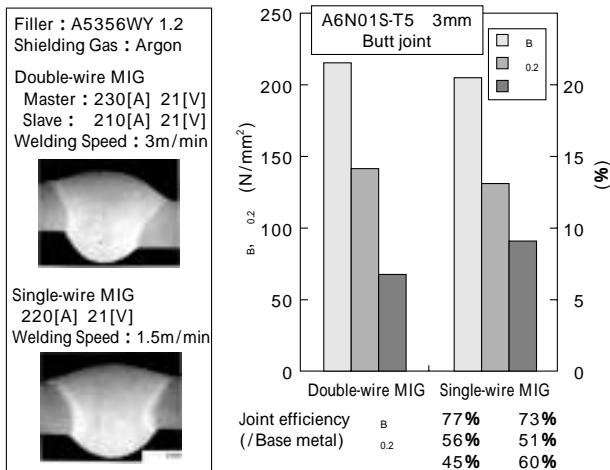 Filler : A5356WY 1.2
Shielding Gas : Argon
Double-wire MIG
Master : 230[A] 21[V]
Slave : 210[A] 21[V]
Welding Speed : 3m/min
Single-wire MIG
220[A] 21[V]
Welding Speed : 1.5m/min
A6N01S-T5 3mm
Butt joint
B
0.2
250
200
150
100
50
0
B, 0.2 (N/mm²)
20
10
0
(%)
Double-wire MIG Single-wire MIG
Joint efficiency B 77% 73%
(/Base metal) 0.2 56% 51%
45% 60%